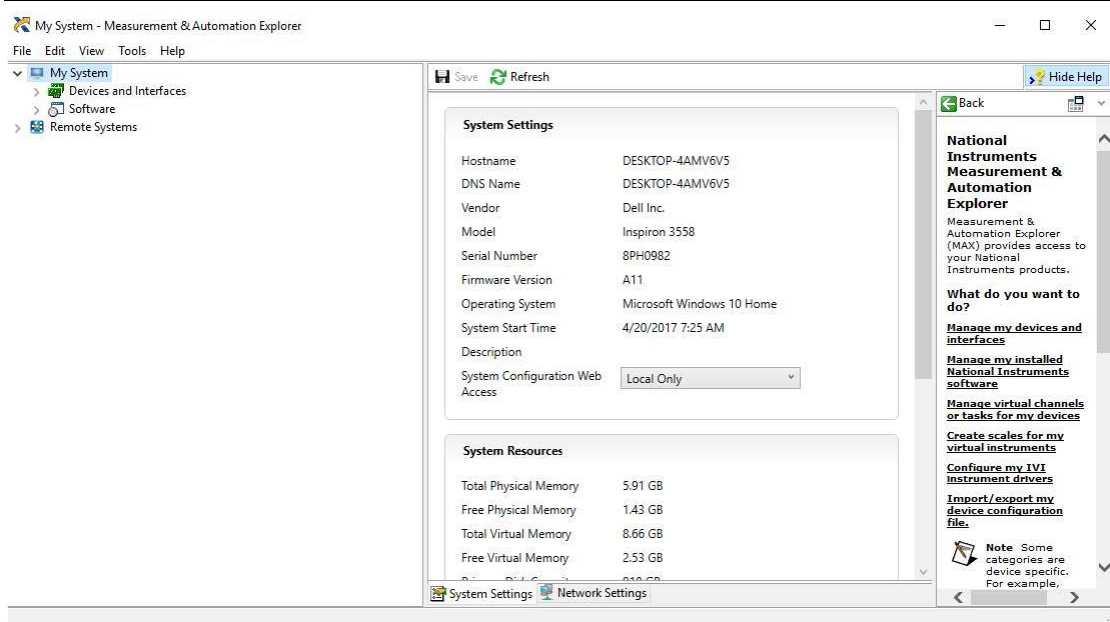 My System - Measurement & Automation Explorer
File Edit View Tools Help
My System
Devices and Interfaces
Software
Remote Systems
Save Refresh
Hide Help
System Settings
Hostname DESKTOP-4AMV6V5
DNS Name DESKTOP-4AMV6V5
Vendor Dell Inc.
Model Inspiron 3558
Serial Number 8PH0982
Firmware Version A11
Operating System Microsoft Windows 10 Home
System Start Time 4/20/2017 7:25 AM
Description
System Configuration Web
Access
Local Only
System Resources
Total Physical Memory 5.91 GB
Free Physical Memory 1.43 GB
Total Virtual Memory 8.66 GB
Free Virtual Memory 2.53 GB
System Settings Network Settings
Back
National
Instruments
Measurement &
Automation
Explorer
Measurement &
Automation Explorer
(MAX) provides access to
your National
Instruments products.
What do you want to
do?
Manage my devices and
interfaces
Manage my installed
National Instruments
software
Manage virtual channels
or tasks for my devices
Create scales for my
virtual instruments
Configure my IVI
instrument drivers
Import/export my
device configuration
file.
Note Some
categories are
device specific.
For example,